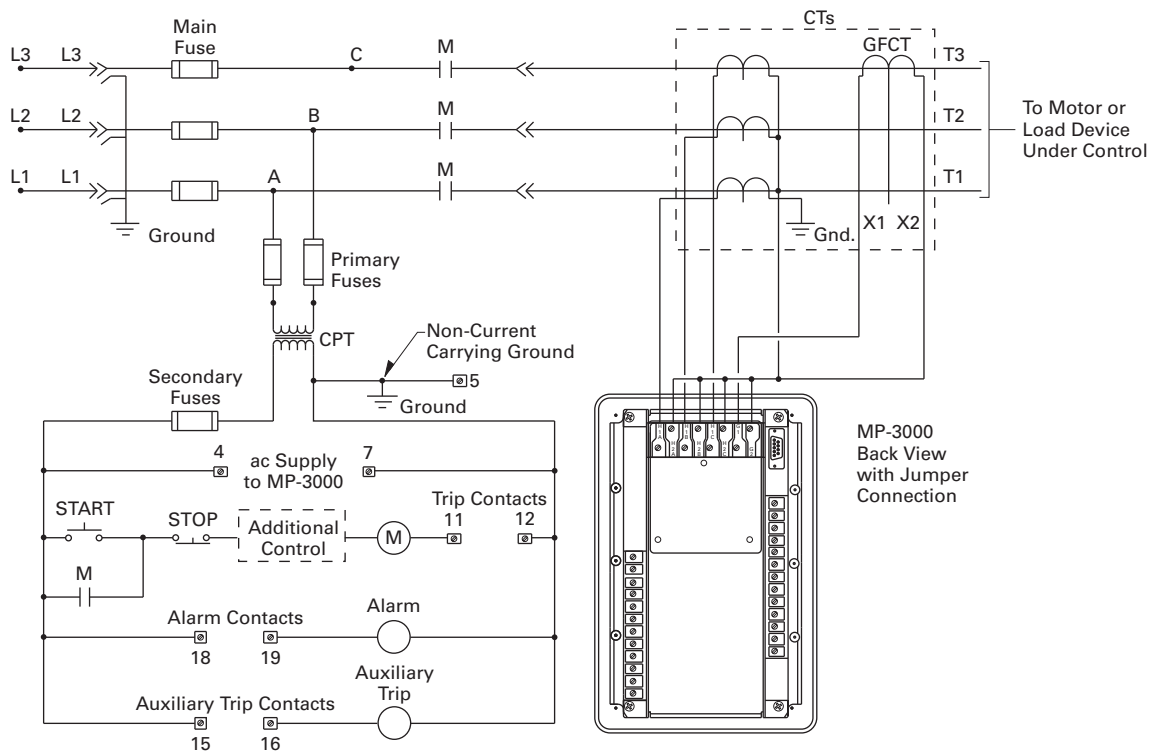 CTs
Main
Fuse
GFCT
L3
L3
C
M
T3
L2
L2
B
M
T2
To Motor or
Load Device
Under Control
L1
L1
A
M
T1
Ground
Gnd.
X1
X2
Primary
Fuses
CPT
Non-Current
Carrying Ground
5
Ground
Secondary
Fuses
4
ac Supply
to MP-3000
7
MP-3000
Back View
with Jumper
Connection
START
STOP
Additional
Control
M
Trip Contacts
11
12
M
Alarm Contacts
Alarm
18
19
Auxiliary Trip Contacts
Auxiliary
Trip
15
16